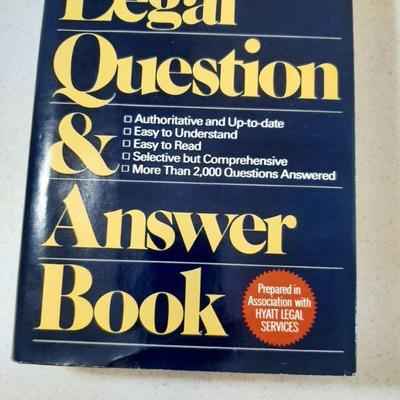 Legal
Question
□ Authoritative and Up-to-date
□ Easy to Understand
□ Easy to Read
□ Selective but Comprehensive
□ More Than 2,000 Questions Answered
&
Answer
Book
Prepared in
Association with
HYATT LEGAL
SERVICES